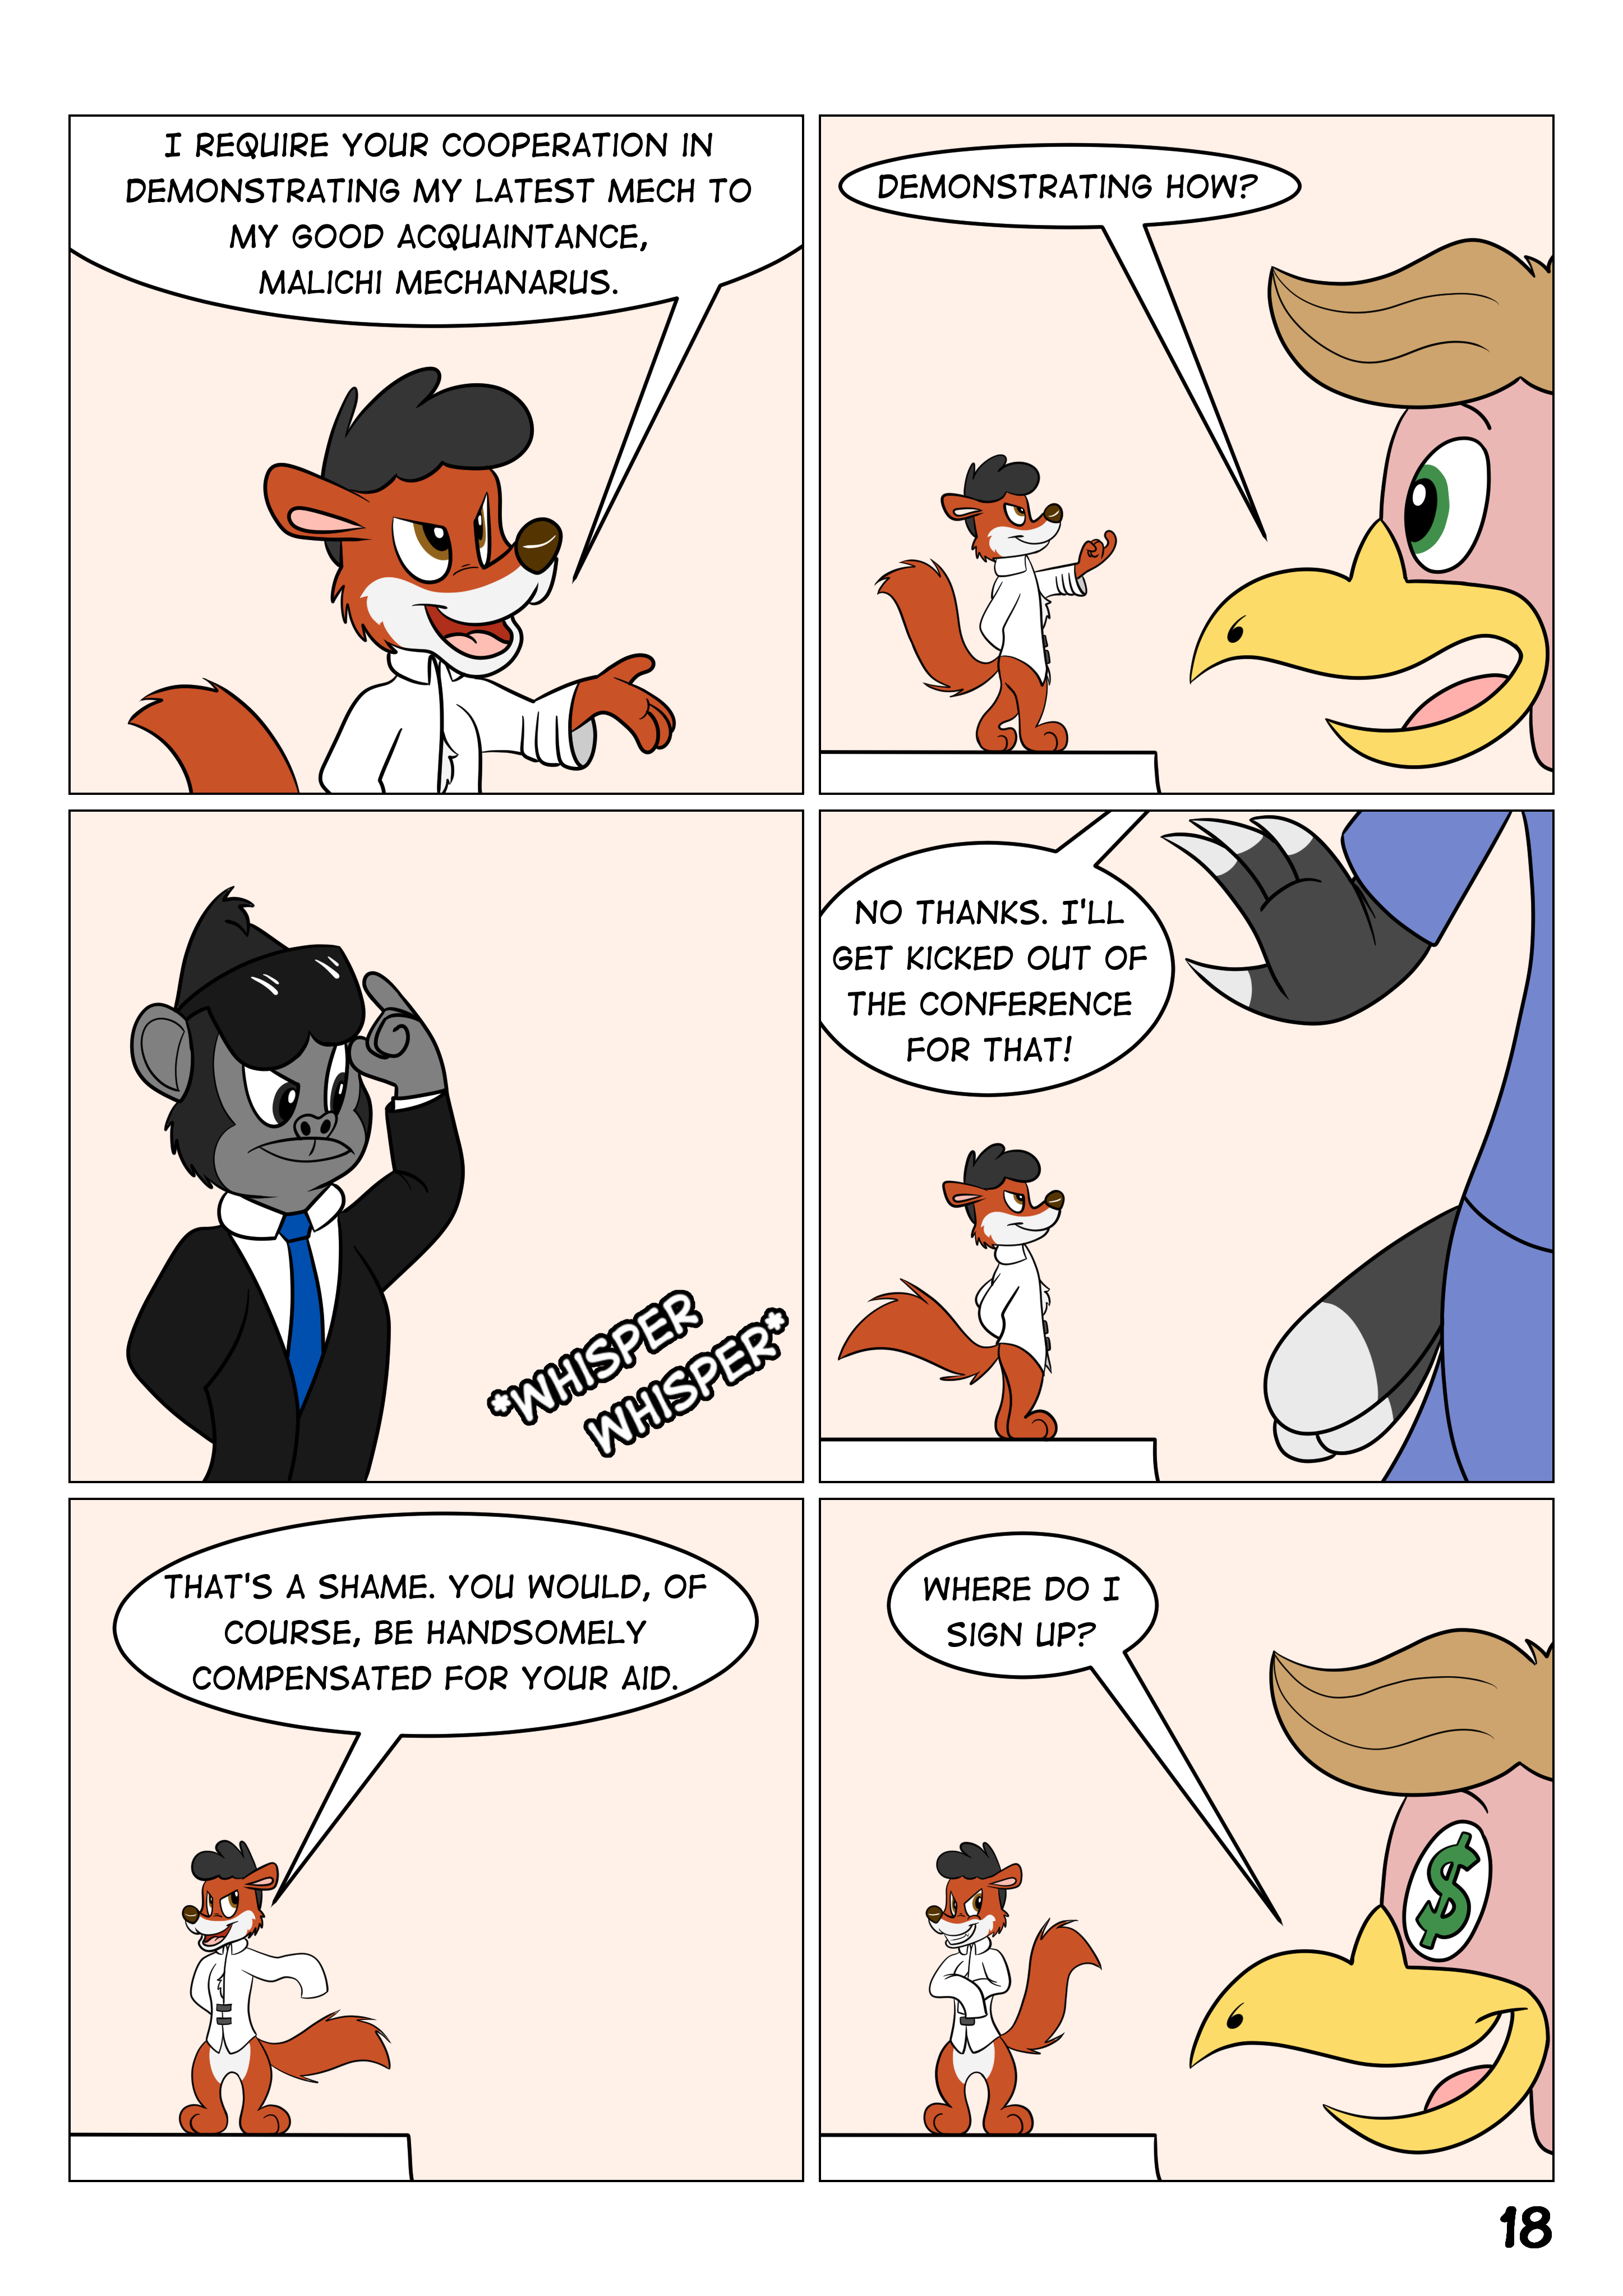 I REQUIRE YOUR COOPERATION IN
DEMONSTRATING MY LATEST MECH TO
MY GOOD ACQUAINTANCE,
MALICHI MECHANARUS.
DEMONSTRATING HOW?
*WHISPER
WHISPER*
NO THANKS. I'LL
GET KICKED OUT OF
THE CONFERENCE
FOR THAT!
THAT'S A SHAME. YOU WOULD, OF
COURSE, BE HANDSOMELY
COMPENSATED FOR YOUR AID.
WHERE DO I
SIGN UP?
$
18